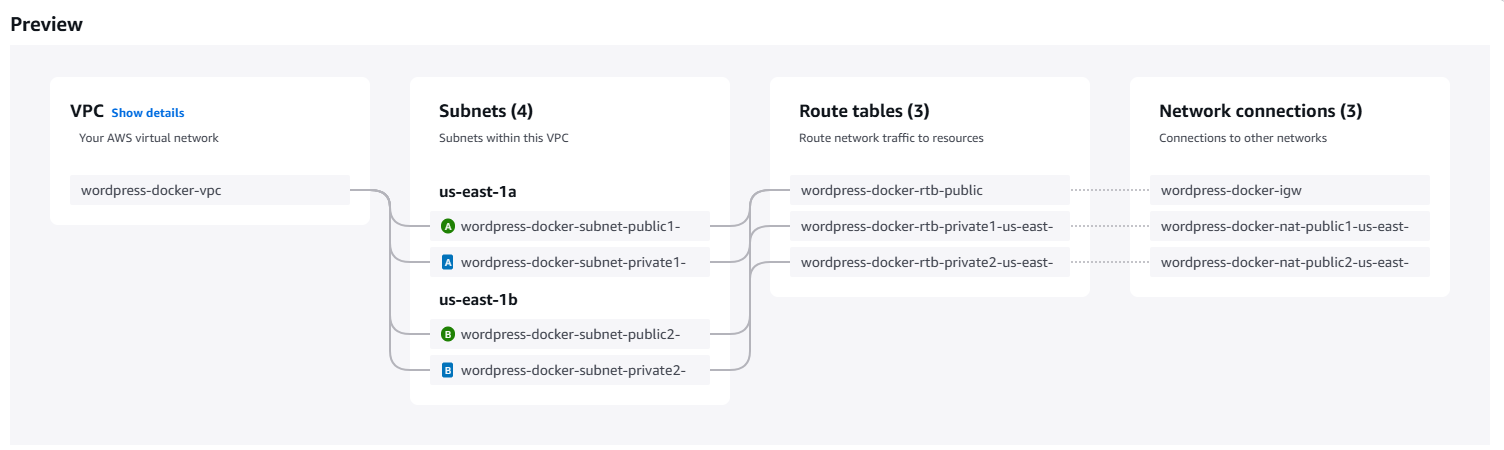 Preview
VPC Show details
Your AWS virtual network
wordpress-docker-vpc
Subnets (4)
Subnets within this VPC
us-east-1a
A wordpress-docker-subnet-public1-
A wordpress-docker-subnet-private1-
us-east-1b
B wordpress-docker-subnet-public2-
B wordpress-docker-subnet-private2-
Route tables (3)
Route network traffic to resources
wordpress-docker-rtb-public
wordpress-docker-rtb-private1-us-east-
wordpress-docker-rtb-private2-us-east-
Network connections (3)
Connections to other networks
wordpress-docker-igw
wordpress-docker-nat-public1-us-east-
wordpress-docker-nat-public2-us-east-